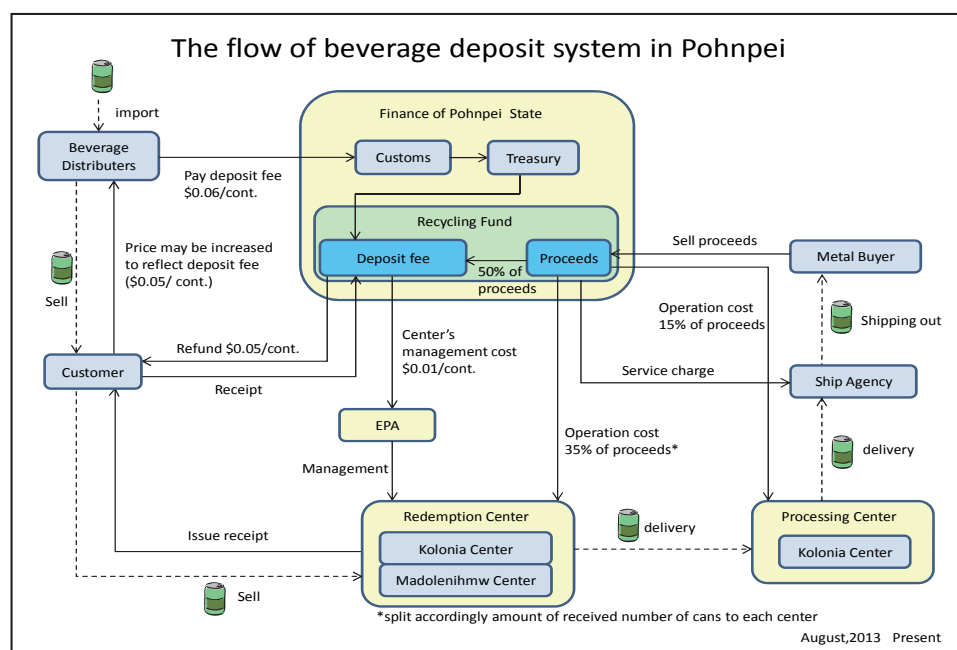 The flow of beverage deposit system in Pohnpei
import
Finance of Pohnpei State
Beverage
Distributers
Customs
Treasury
Pay deposit fee
$0.06/cont.
Recycling Fund
Price may be increased
to reflect deposit fee
($0.05/ cont.)
Deposit fee
50% of
proceeds
Proceeds
Sell proceeds
Metal Buyer
Sell
Operation cost
15% of proceeds
Shipping out
Refund $0.05/cont.
Center's
management cost
$0.01/cont.
Customer
Receipt
Service charge
Ship Agency
EPA
Operation cost
35% of proceeds*
delivery
Management
Redemption Center
Kolonia Center
Madolenihmw Center
delivery
Processing Center
Kolonia Center
Issue receipt
Sell
*split accordingly amount of received number of cans to each center
August,2013 Present